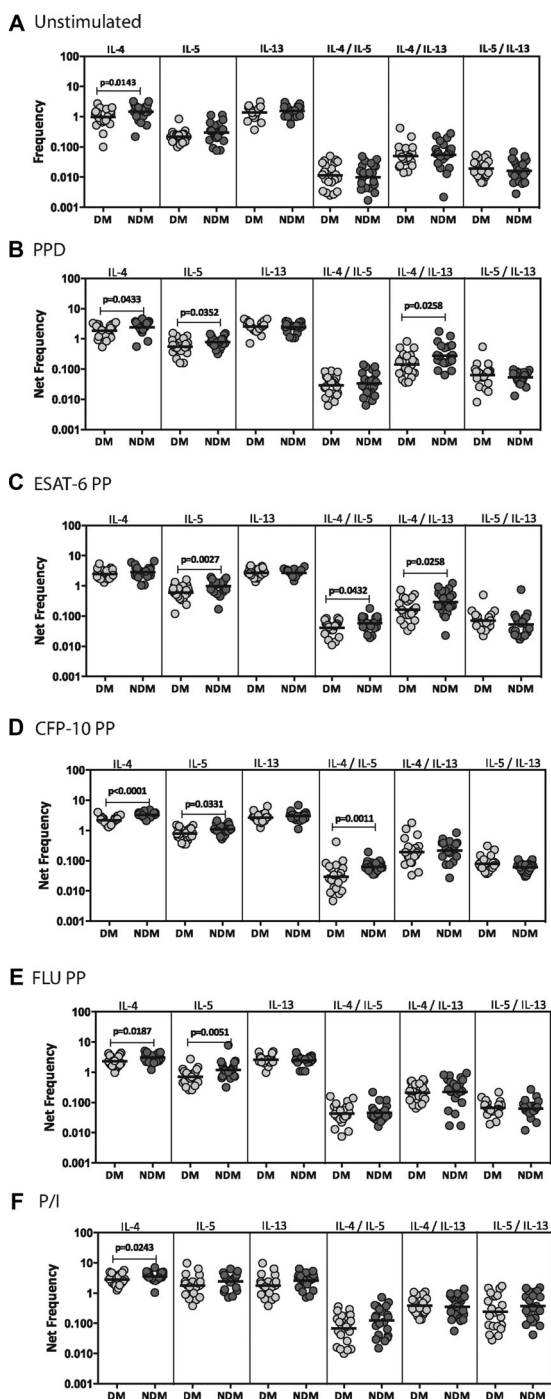 A Unstimulated
IL-4 IL-5 IL-13 IL-4 / IL-5 IL-4 / IL-13 IL-5 / IL-13
p=0.0143
Frequency
100
10
1
0.100
0.010
0.001
DM NDM DM NDM DM NDM DM NDM DM NDM DM NDM
B PPD
IL-4 IL-5 IL-13 IL-4 / IL-5 IL-4 / IL-13 IL-5 / IL-13
p=0.0433 p=0.0352 p=0.0258
Net Frequency
100
10
1
0.100
0.010
0.001
DM NDM DM NDM DM NDM DM NDM DM NDM DM NDM
C ESAT-6 PP
IL-4 IL-5 IL-13 IL-4 / IL-5 IL-4 / IL-13 IL-5 / IL-13
p=0.0027 p=0.0432 p=0.0258
Net Frequency
100
10
1
0.100
0.010
0.001
DM NDM DM NDM DM NDM DM NDM DM NDM DM NDM
D CFP-10 PP
IL-4 IL-5 IL-13 IL-4 / IL-5 IL-4 / IL-13 IL-5 / IL-13
p<0.0001 p=0.0331 p=0.0011
Net Frequency
100
10
1
0.100
0.010
0.001
DM NDM DM NDM DM NDM DM NDM DM NDM DM NDM
E FLU PP
IL-4 IL-5 IL-13 IL-4 / IL-5 IL-4 / IL-13 IL-5 / IL-13
p=0.0187 p=0.0051
Net Frequency
100
10
1
0.100
0.010
0.001
DM NDM DM NDM DM NDM DM NDM DM NDM DM NDM
F P/I
IL-4 IL-5 IL-13 IL-4 / IL-5 IL-4 / IL-13 IL-5 / IL-13
p=0.0243
Net Frequency
100
10
1
0.100
0.010
0.001
DM NDM DM NDM DM NDM DM NDM DM NDM DM NDM